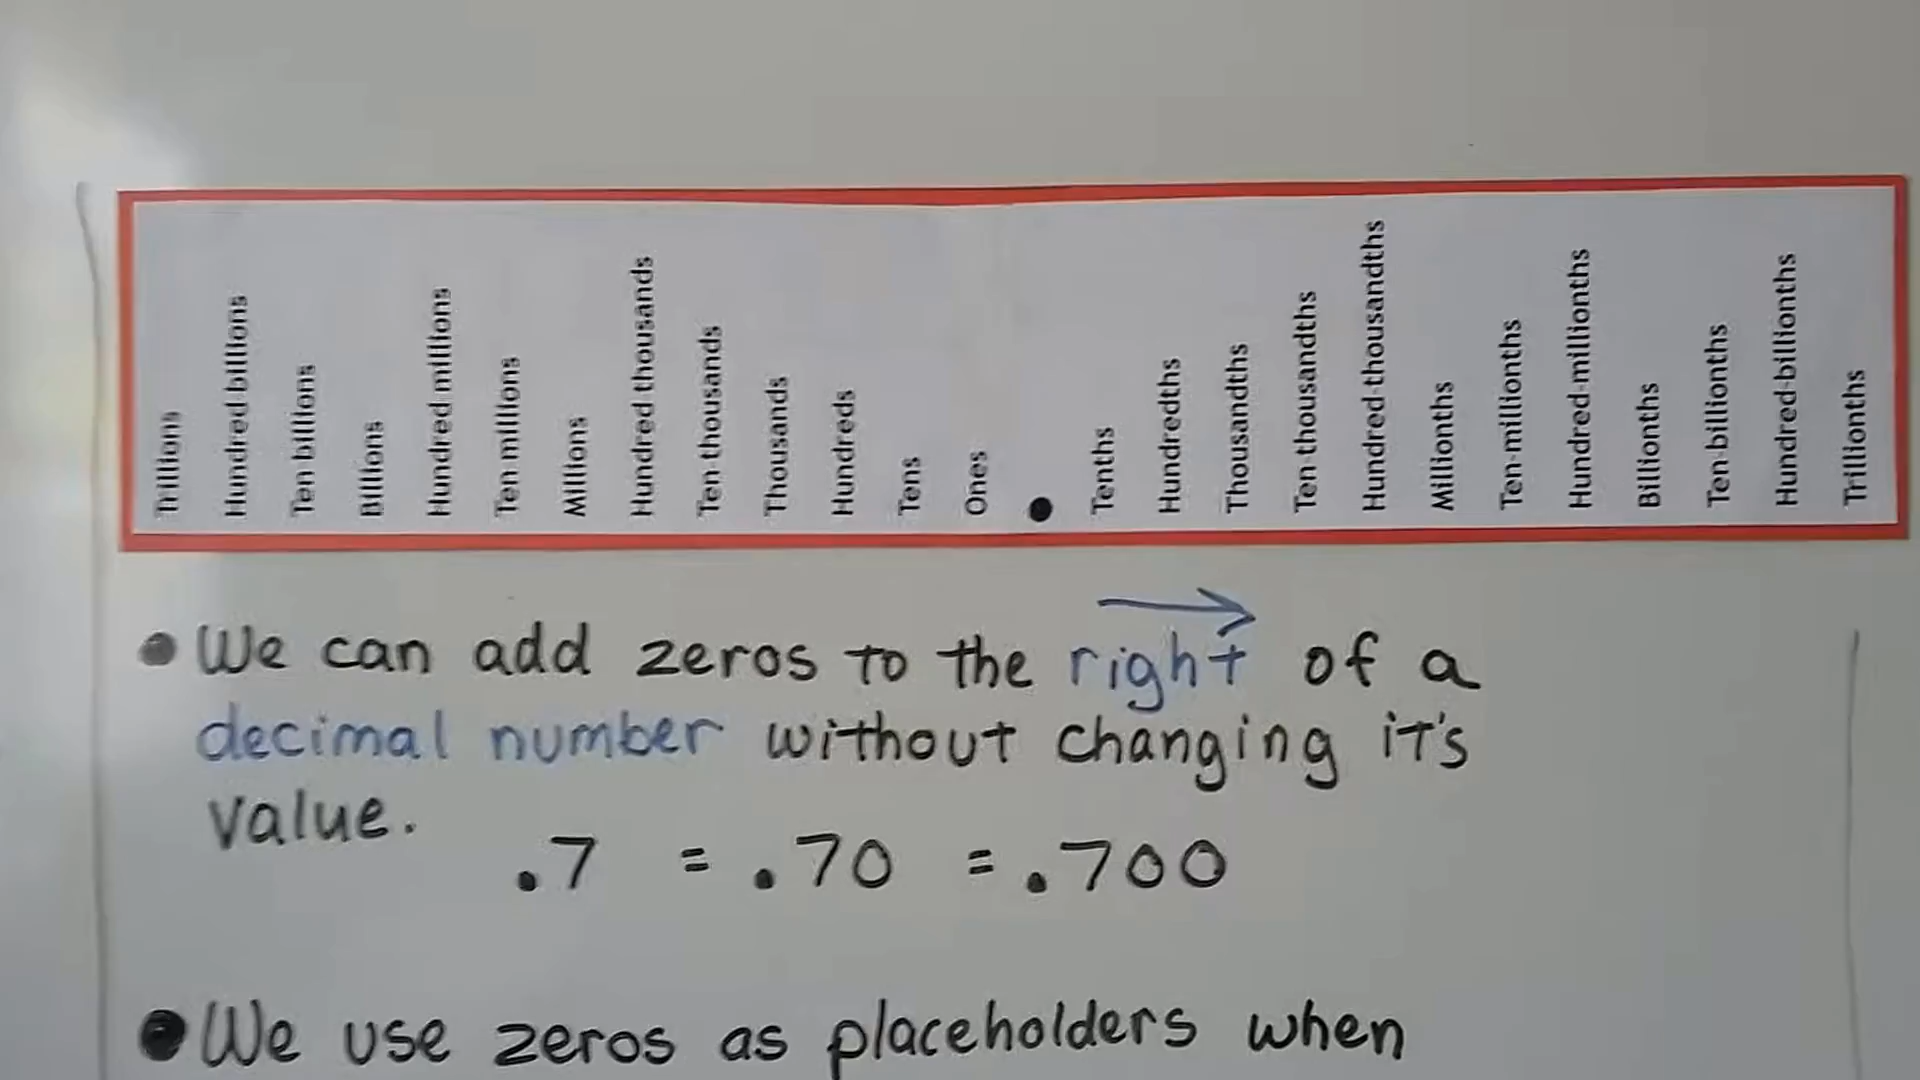 Trillions
Hundred billions
Ten billions
Billions
Hundred millions
Ten millions
Millions
Hundred thousands
Ten thousands
Thousands
Hundreds
Tens
Ones
Tenths
Hundredths
Thousandths
Ten thousandths
Hundred-thousandths
Millionths
Ten-millionths
Hundred-millionths
Billionths
Ten-billionths
Hundred-billionths
Trillionths
• We can add zeros to the right of a
decimal number without changing it's
value.
.7 = .70 = .700
• We use zeros as placeholders when